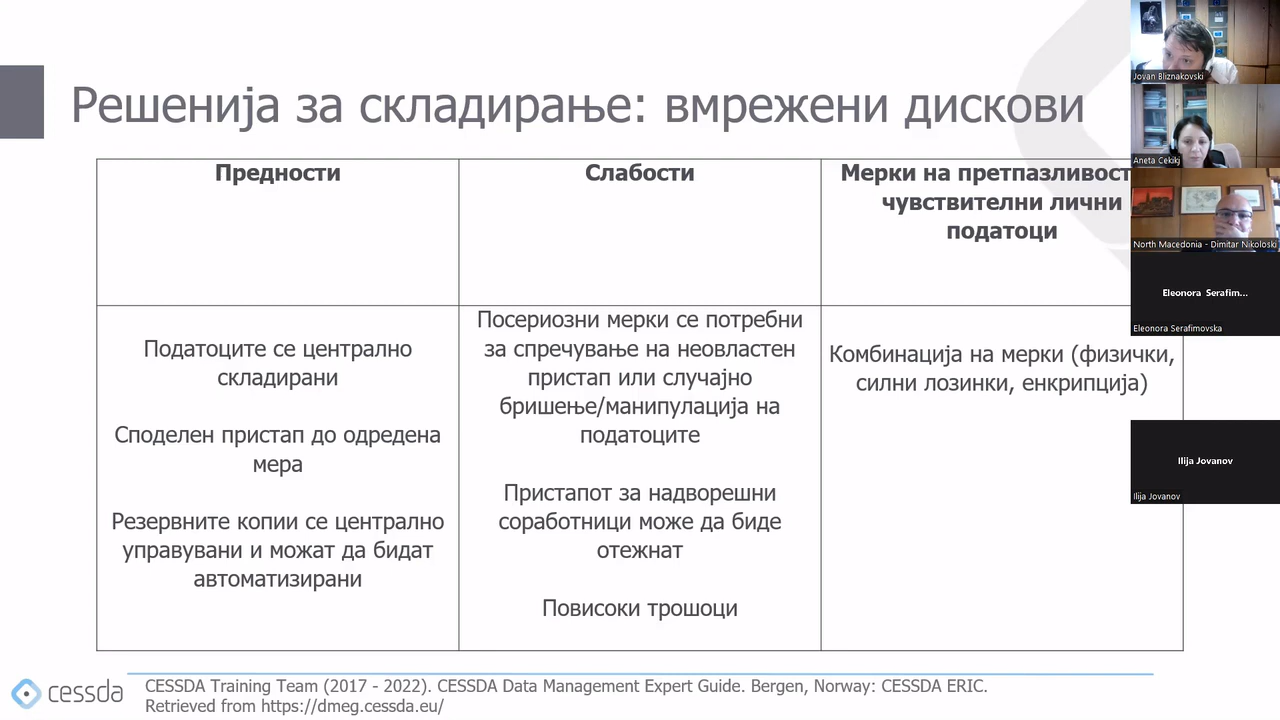 Решенија за складирање: вмрежени дискови
Предности
Слабости
Мерки на претпазливост
чувствителни лични
податоци
Податоците се централно
складирани
Споделен пристап до одредена
мера
Резервните копии се централно
управувани и можат да бидат
автоматизирани
Посериозни мерки се потребни
за спречување на неовластен
пристап или случајно
бришење/манипулација на
податоците
Пристапот за надворешни
соработници може да биде
отежнат
Повисоки трошоци
Комбинација на мерки (физички,
силни лозинки, енкрипција)
cessda
CESSDA Training Team (2017 - 2022). CESSDA Data Management Expert Guide. Bergen, Norway: CESSDA ERIC.
Retrieved from https://dmeg.cessda.eu/
Jovan Bliznakovski
Aneta Cekikj
North Macedonia - Dimitar Nikoloski
Eleonora Serafim...
Eleonora Serafimovska
Ilija Jovanov
Ilija Jovanov